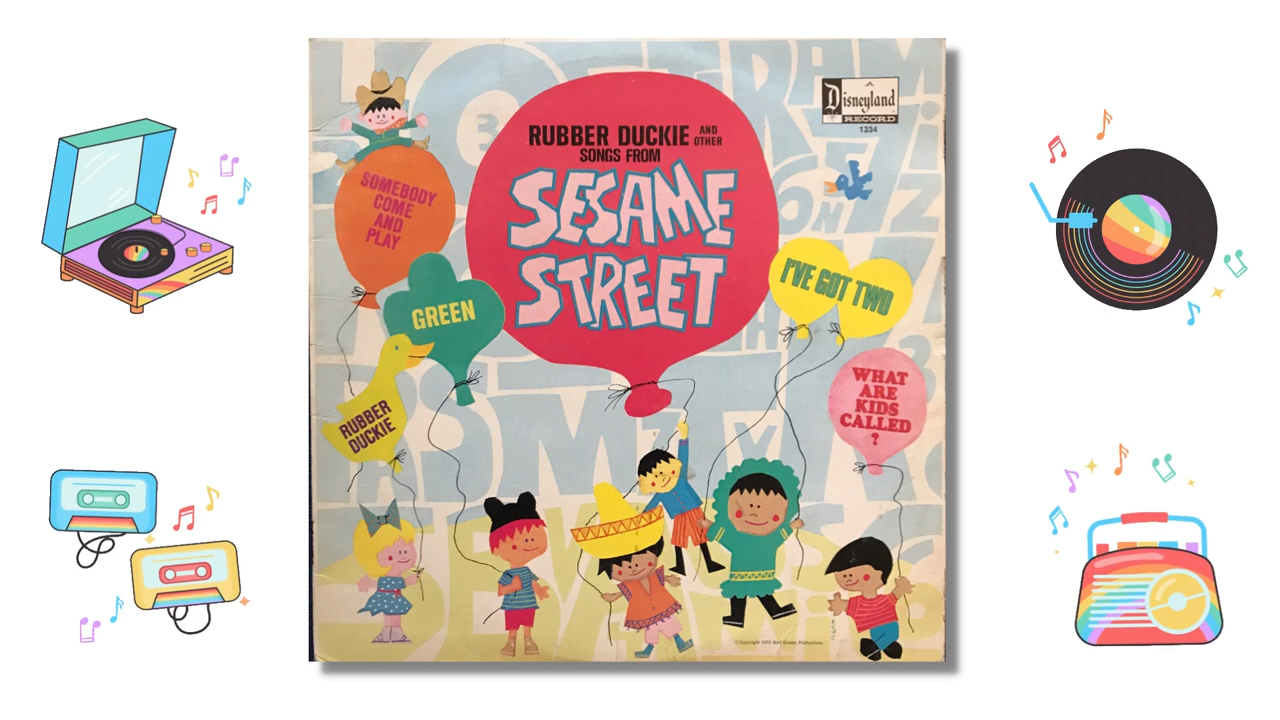 Disneyland
RECORD
1334
RUBBER DUCKIE AND
OTHER
SONGS FROM
SESAME
STREET
SOMEBODY
COME
AND
PLAY
GREEN
I'VE GOT TWO
RUBBER
DUCKIE
WHAT
ARE
KIDS
CALLED
?